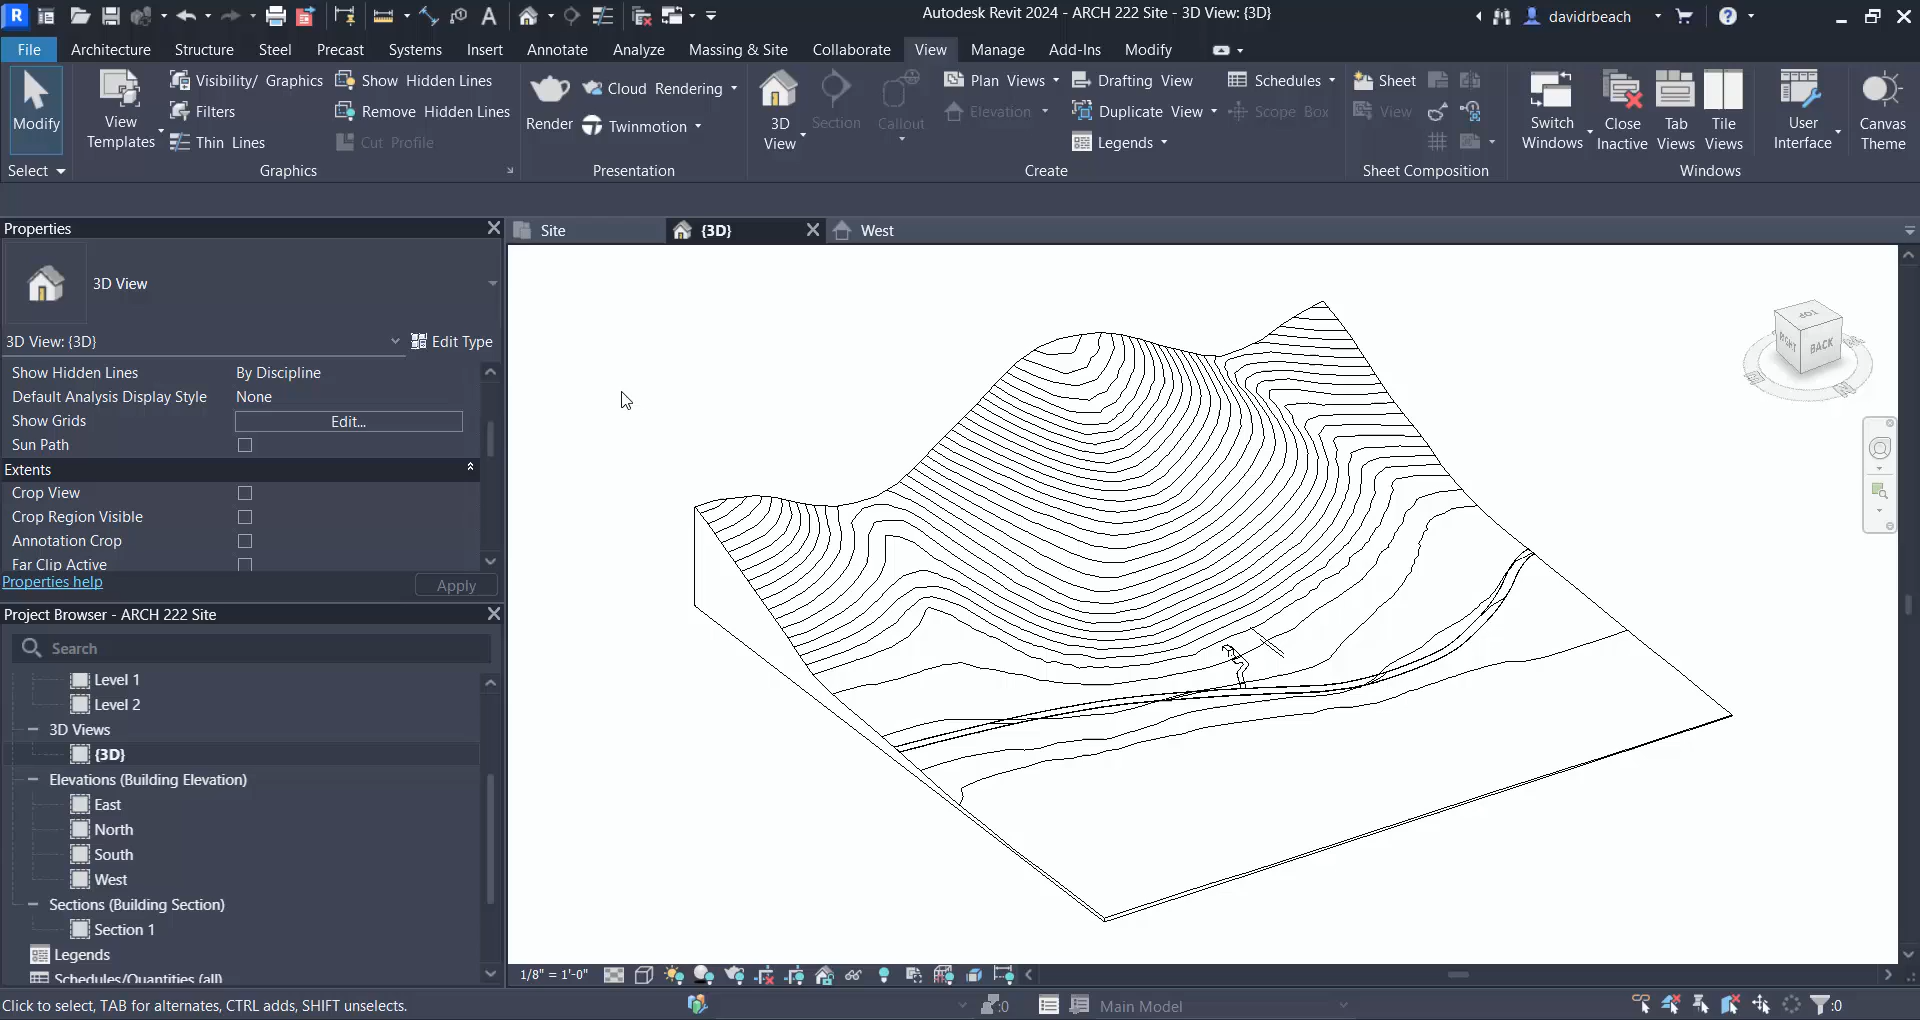 Autodesk Revit 2024 - ARCH 222 Site - 3D View: {3D}
davidrbeach
File Architecture Structure Steel Precast Systems Insert Annotate Analyze Massing & Site Collaborate View Manage Add-Ins Modify
Modify
Select
View Templates
Visibility/ Graphics
Filters
Thin Lines
Show Hidden Lines
Remove Hidden Lines
Cut Profile
Graphics
Render
Cloud Rendering
Twinmotion
Presentation
3D View
Section
Callout
Plan Views
Elevation
Drafting View
Duplicate View
Legends
Schedules
Scope Box
Create
Sheet
View
Sheet Composition
Switch Windows
Close Inactive
Tab Views
Tile Views
User Interface
Windows
Canvas Theme
Properties
3D View
3D View: {3D}
Edit Type
Show Hidden Lines By Discipline
Default Analysis Display Style None
Show Grids Edit...
Sun Path
Extents
Crop View
Crop Region Visible
Annotation Crop
Far Clip Active
Properties help
Apply
Project Browser - ARCH 222 Site
Search
Level 1
Level 2
3D Views
{3D}
Elevations (Building Elevation)
East
North
South
West
Sections (Building Section)
Section 1
Legends
Schedules/Quantities (all)
Site
{3D}
West
TOP
RIGHT
BACK
1/8" = 1'-0"
Click to select, TAB for alternates, CTRL adds, SHIFT unselects.
:0
Main Model
:0